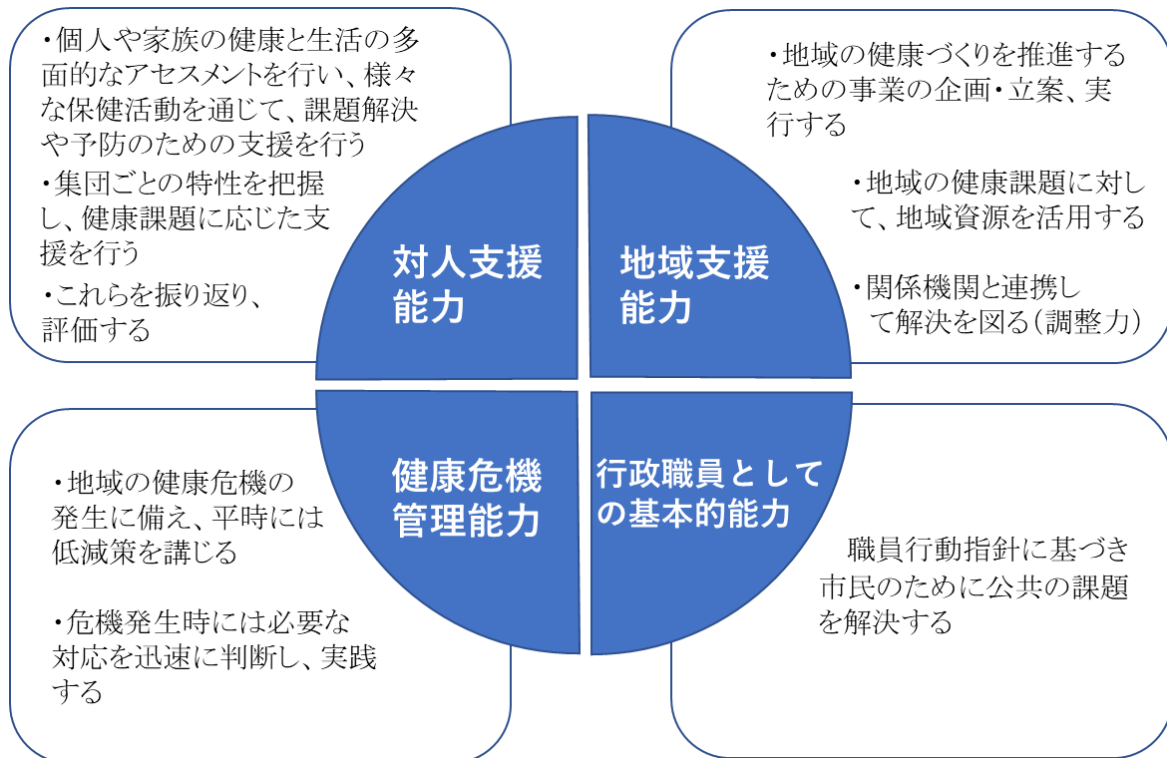 ・個人や家族の健康と生活の多
面的なアセスメントを行い、様々
な保健活動を通じて、課題解決
や予防のための支援を行う
・集団ごとの特性を把握
し、健康課題に応じた支
援を行う
・これらを振り返り、
評価する
・地域の健康づくりを推進する
ための事業の企画・立案、実
行する
・地域の健康課題に対し
て、地域資源を活用する
・関係機関と連携し
て解決を図る（調整力）
対人支援
能力
地域支援
能力
健康危機
管理能力
行政職員として
の基本的能力
・地域の健康危機の
発生に備え、平時には
低減策を講じる
・危機発生時には必要な
対応を迅速に判断し、実践
する
職員行動指針に基づき
市民のために公共の課題
を解決する